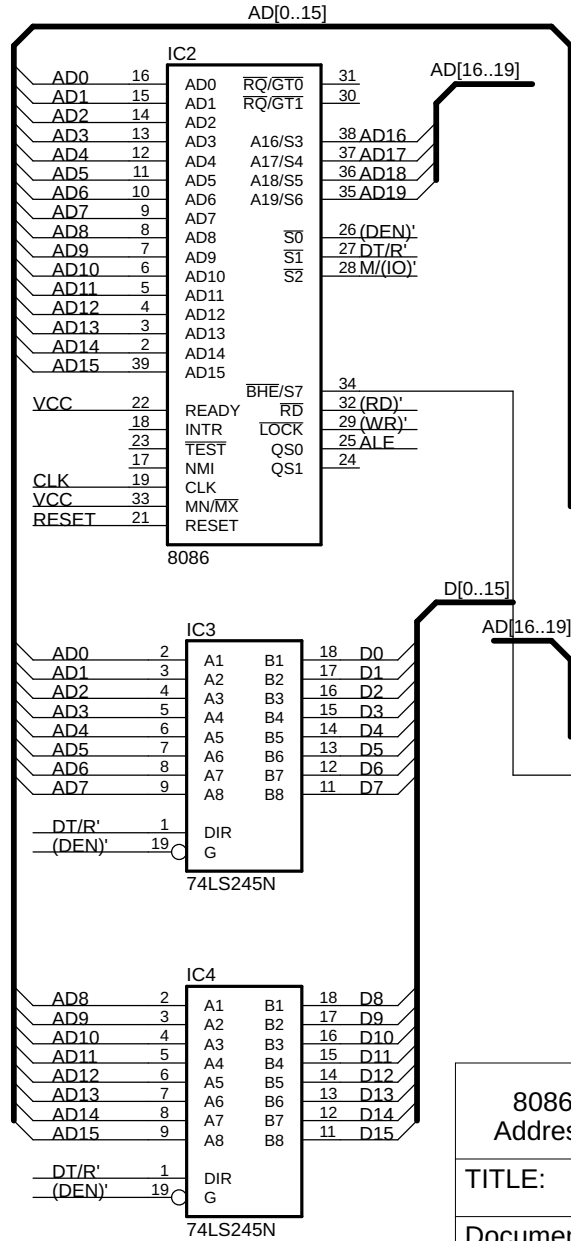 AD[0..15]
IC2
AD[16..19]
AD0 16 AD0 RQ/GT0 31
AD1 15 AD1 RQ/GT1 30
AD2 14 AD2
AD3 13 AD3 A16/S3 38 AD16
AD4 12 AD4 A17/S4 37 AD17
AD5 11 AD5 A18/S5 36 AD18
AD6 10 AD6 A19/S6 35 AD19
AD7 9 AD7
AD8 8 AD8 S0 26 (DEN)'
AD9 7 AD9 S1 27 DT/R'
AD10 6 AD10 S2 28 M/(IO)'
AD11 5 AD11
AD12 4 AD12
AD13 3 AD13
AD14 2 AD14
AD15 39 AD15
BHE/S7 34
VCC 22 READY RD 32 (RD)'
18 INTR LOCK 29 (WR)'
23 TEST QS0 25 ALE
17 NMI QS1 24
CLK 19 CLK
VCC 33 MN/MX
RESET 21 RESET
8086
D[0..15]
AD[16..19]
IC3
AD0 2 A1 B1 18 D0
AD1 3 A2 B2 17 D1
AD2 4 A3 B3 16 D2
AD3 5 A4 B4 15 D3
AD4 6 A5 B5 14 D4
AD5 7 A6 B6 13 D5
AD6 8 A7 B7 12 D6
AD7 9 A8 B8 11 D7
DT/R' 1 DIR
(DEN)' 19 G
74LS245N
IC4
AD8 2 A1 B1 18 D8
AD9 3 A2 B2 17 D9
AD10 4 A3 B3 16 D10
AD11 5 A4 B4 15 D11
AD12 6 A5 B5 14 D12
AD13 7 A6 B6 13 D13
AD14 8 A7 B7 12 D14
AD15 9 A8 B8 11 D15
DT/R' 1 DIR
(DEN)' 19 G
74LS245N
8086
Addres
TITLE:
Documen